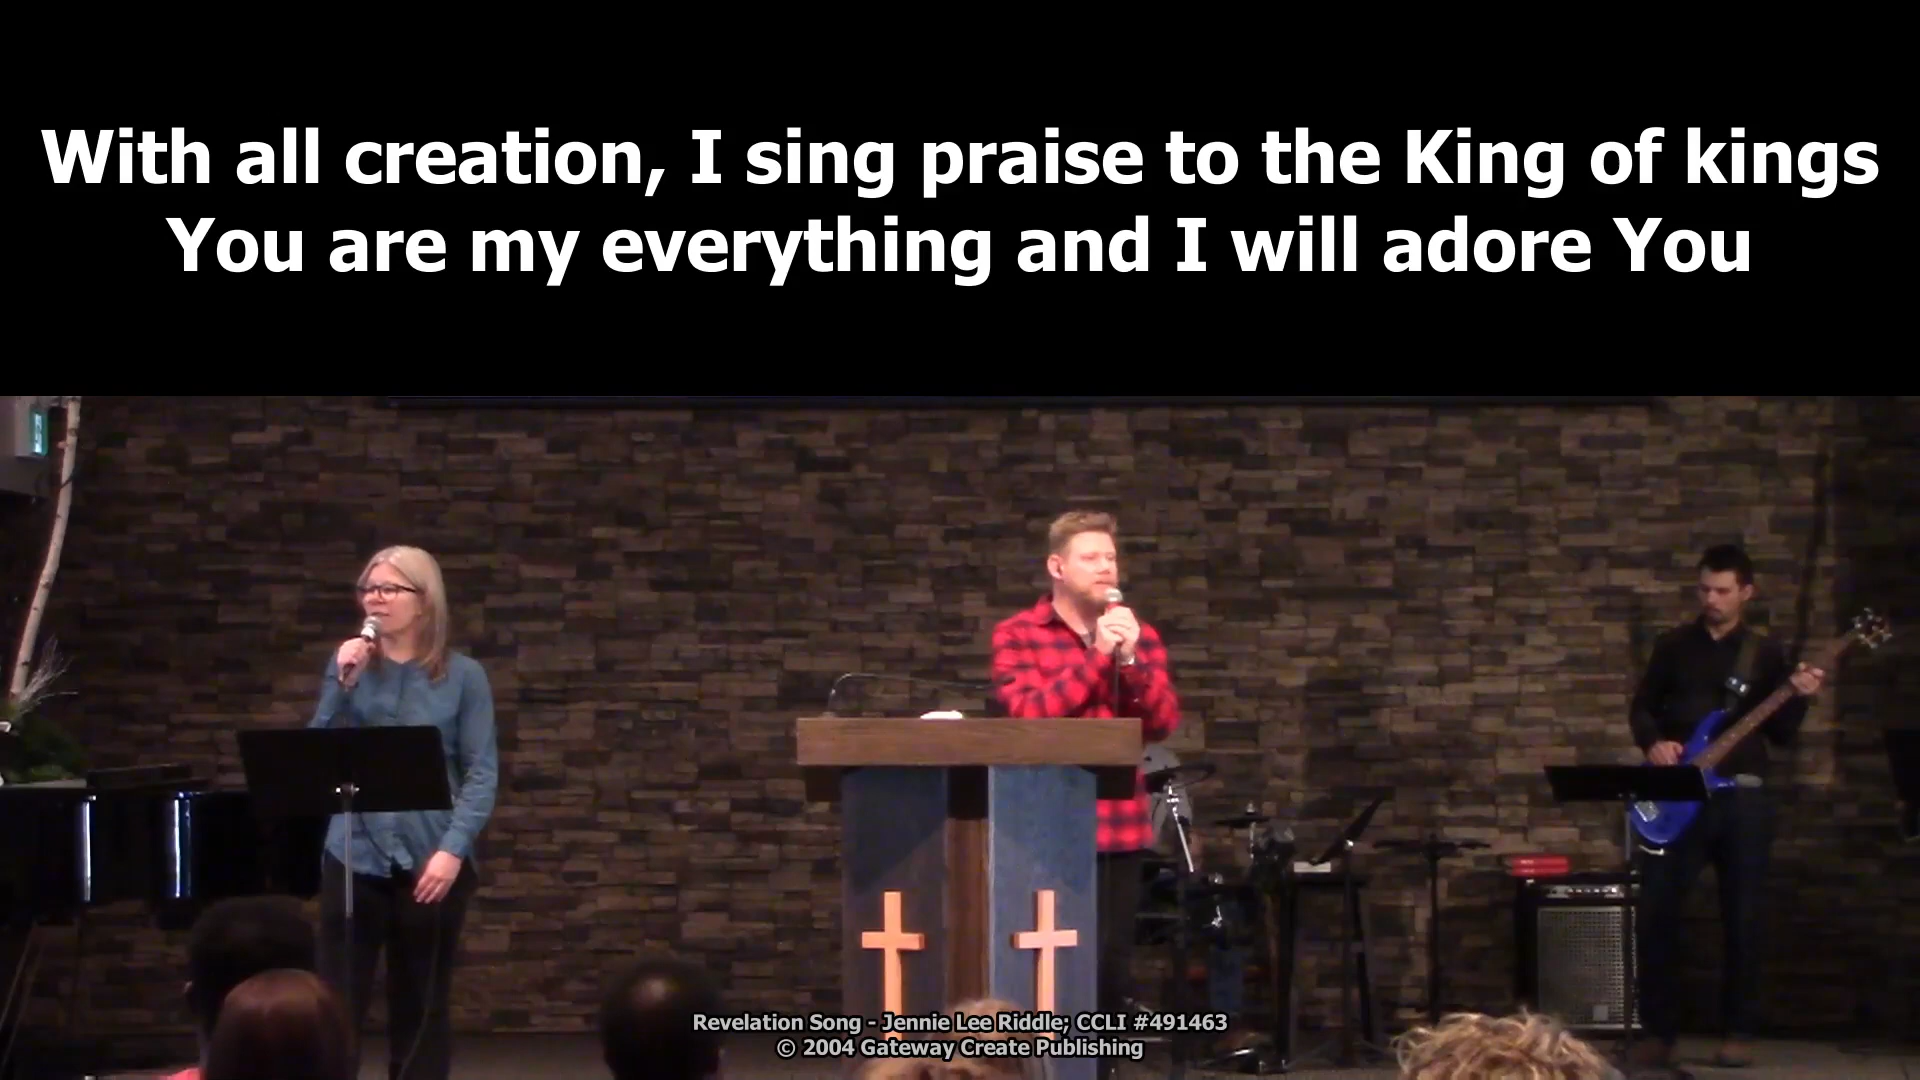 With all creation, I sing praise to the King of kings
You are my everything and I will adore You
Revelation Song - Jennie Lee Riddle; CCLI #491463
© 2004 Gateway Create Publishing